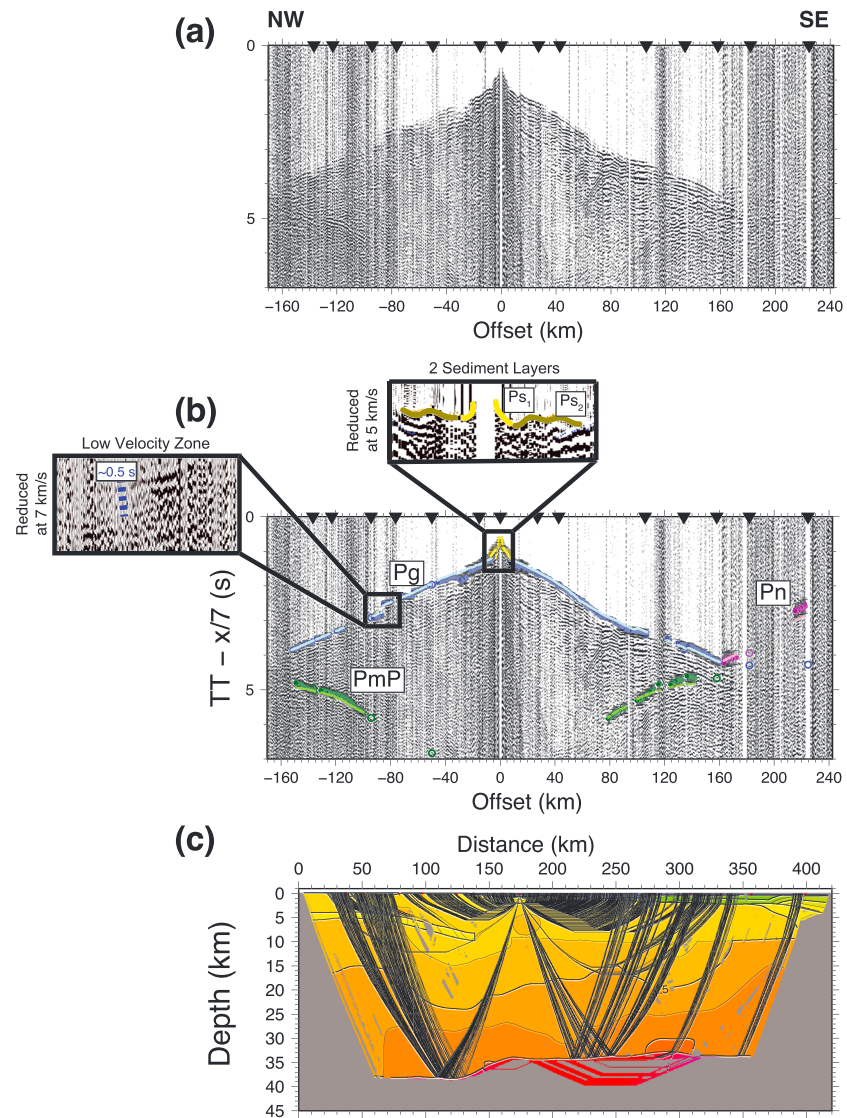 NW
SE
(a)
0
5
−160 −120 −80 −40 0 40 80 120 160 200 240
Offset (km)
2 Sediment Layers
(b)
Reduced
at 5 km/s
Ps1
Ps2
Low Velocity Zone
Reduced
at 7 km/s
~0.5 s
0
5
TT − x/7 (s)
Pg
Pn
PmP
−160 −120 −80 −40 0 40 80 120 160 200 240
Offset (km)
(c)
Distance (km)
0 50 100 150 200 250 300 350 400
Depth (km)
0
5
10
15
20
25
30
35
40
45